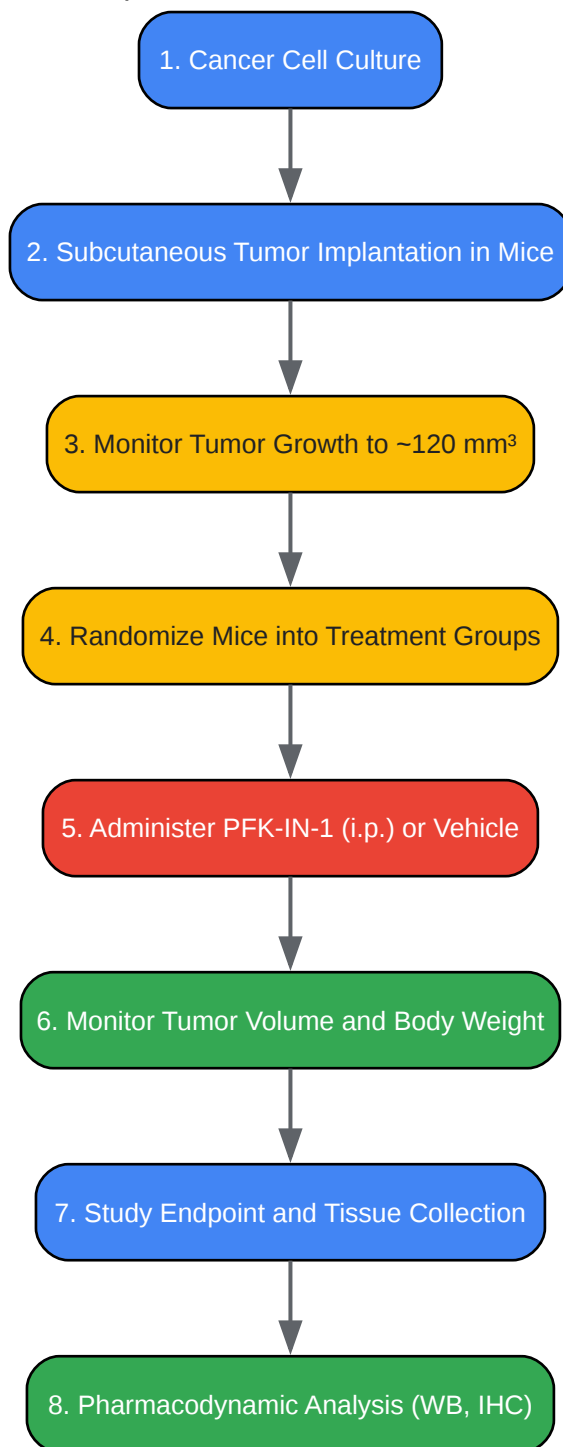 1. Cancer Cell Culture
2. Subcutaneous Tumor Implantation in Mice
3. Monitor Tumor Growth to ~120 mm³
4. Randomize Mice into Treatment Groups
5. Administer PFK-IN-1 (i.p.) or Vehicle
6. Monitor Tumor Volume and Body Weight
7. Study Endpoint and Tissue Collection
8. Pharmacodynamic Analysis (WB, IHC)